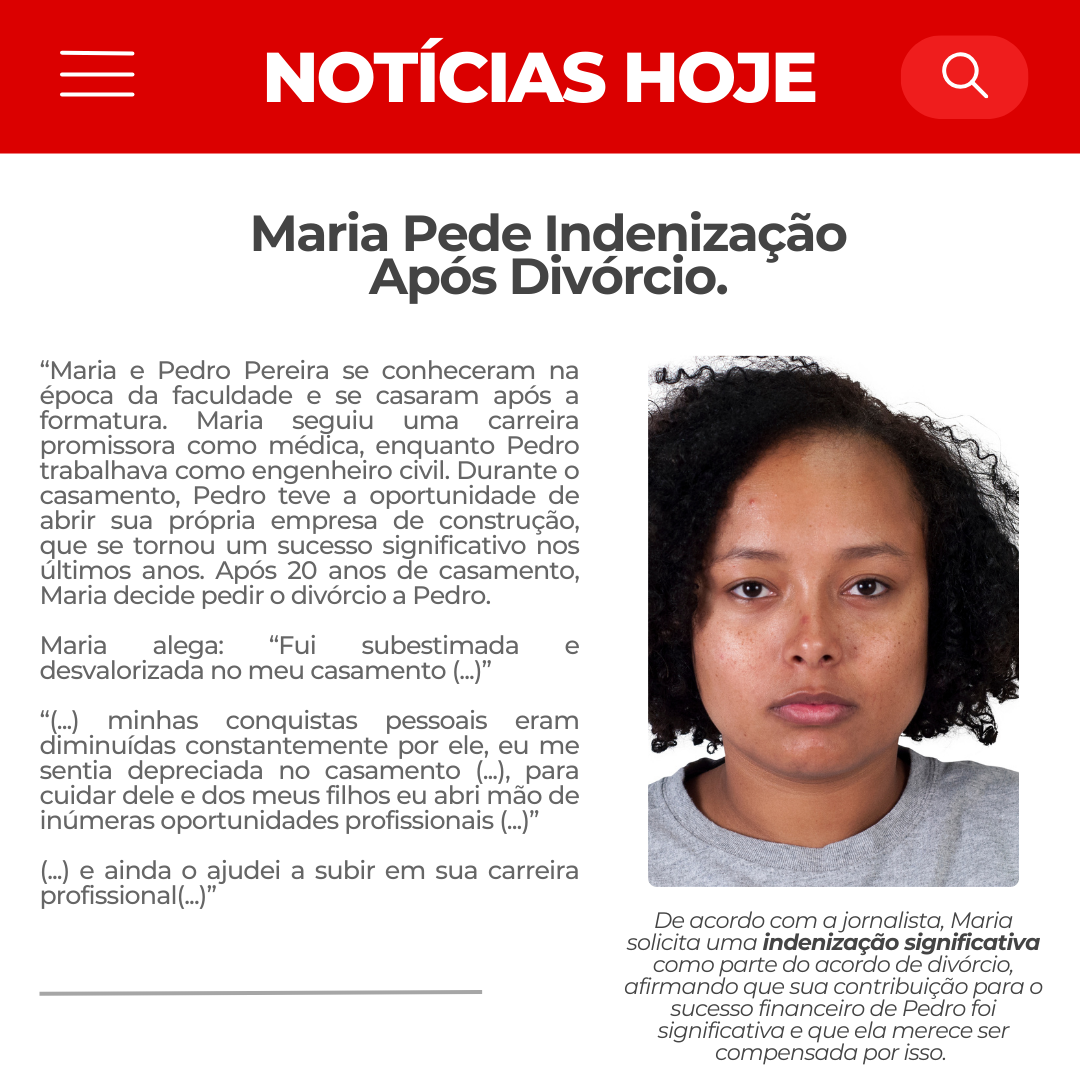 NOTÍCIAS HOJE
Maria Pede Indenização
Após Divórcio.
“Maria e Pedro Pereira se conheceram na
época da faculdade e se casaram após a
formatura. Maria seguiu uma carreira
promissora como médica, enquanto Pedro
trabalhava como engenheiro civil. Durante o
casamento, Pedro teve a oportunidade de
abrir sua própria empresa de construção,
que se tornou um sucesso significativo nos
últimos anos. Após 20 anos de casamento,
Maria decide pedir o divórcio a Pedro.
Maria alega: “Fui subestimada e
desvalorizada no meu casamento (...)”
“(...) minhas conquistas pessoais eram
diminuídas constantemente por ele, eu me
sentia depreciada no casamento (...), para
cuidar dele e dos meus filhos eu abri mão de
inúmeras oportunidades profissionais (...)”
(...) e ainda o ajudei a subir em sua carreira
profissional(...)”
De acordo com a jornalista, Maria
solicita uma indenização significativa
como parte do acordo de divórcio,
afirmando que sua contribuição para o
sucesso financeiro de Pedro foi
significativa e que ela merece ser
compensada por isso.